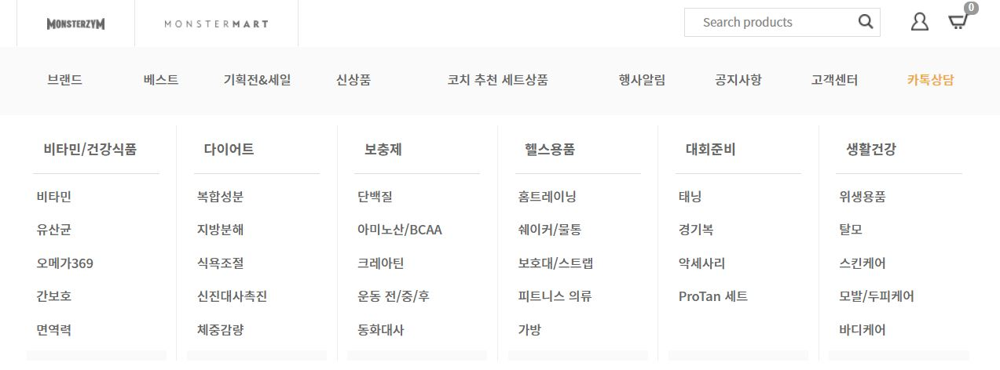 MONSTERZYM MONSTERMART Search products 0
브랜드 베스트 기획전&세일 신상품 코치 추천 세트상품 행사알림 공지사항 고객센터 카톡상담
비타민/건강식품 다이어트 보충제 헬스용품 대회준비 생활건강
비타민 복합성분 단백질 홈트레이닝 태닝 위생용품
유산균 지방분해 아미노산/BCAA 쉐이커/물통 경기복 탈모
오메가369 식욕조절 크레아틴 보호대/스트랩 악세사리 스킨케어
간보호 신진대사촉진 운동 전/중/후 피트니스 의류 ProTan 세트 모발/두피케어
면역력 체중감량 동화대사 가방 바디케어